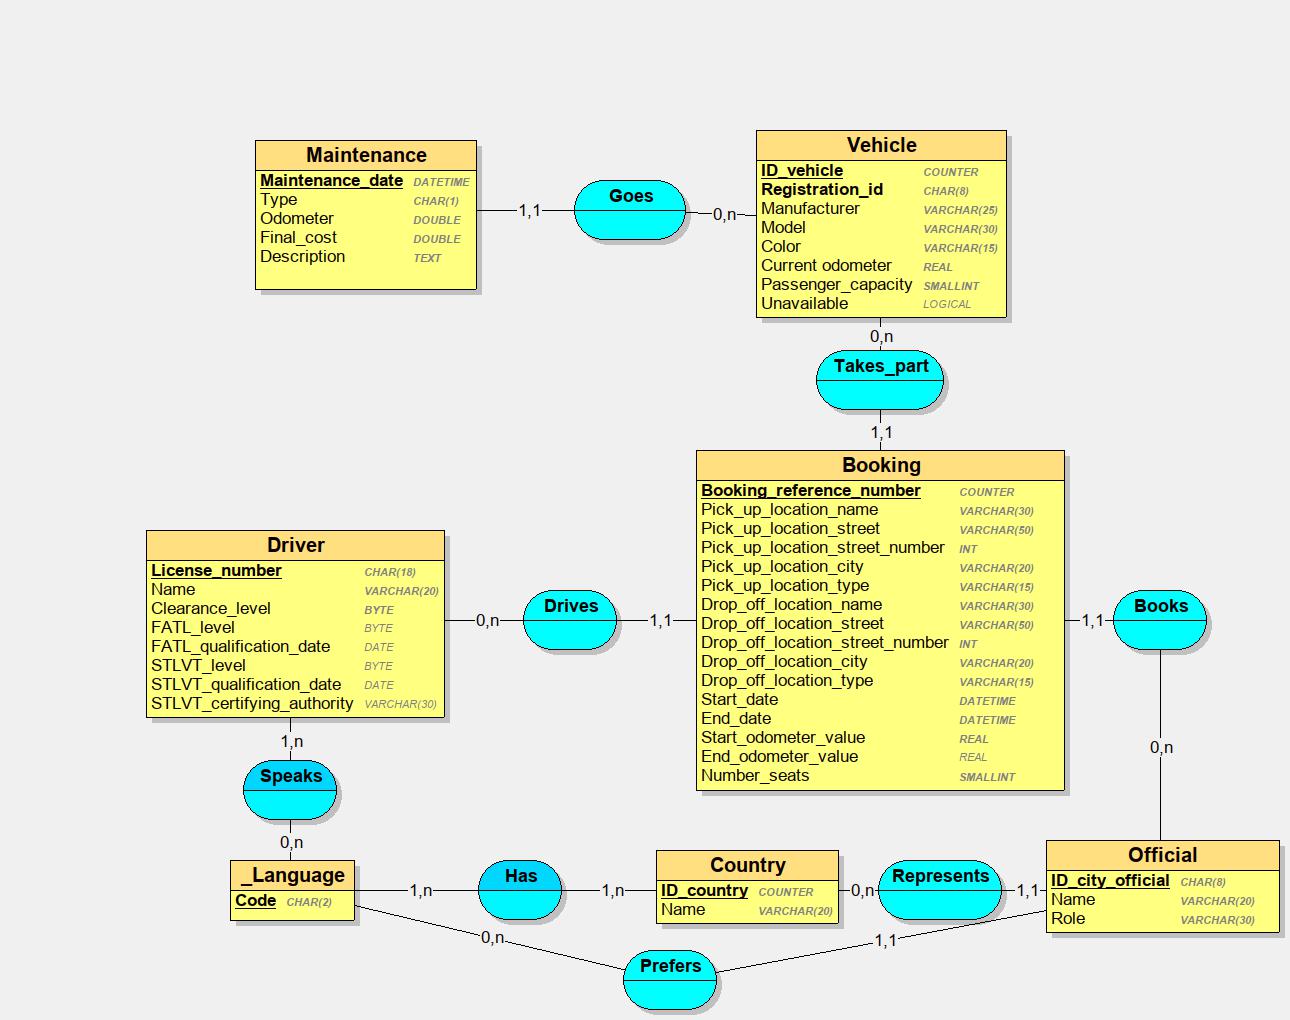 Maintenance
Maintenance_date DATETIME
Type CHAR(1)
Odometer DOUBLE
Final_cost DOUBLE
Description TEXT
1,1
Goes
0,n
Vehicle
ID_vehicle COUNTER
Registration_id CHAR(8)
Manufacturer VARCHAR(25)
Model VARCHAR(30)
Color VARCHAR(15)
Current odometer REAL
Passenger_capacity SMALLINT
Unavailable LOGICAL
0,n
Takes_part
1,1
Booking
Booking_reference_number COUNTER
Pick_up_location_name VARCHAR(30)
Pick_up_location_street VARCHAR(50)
Pick_up_location_street_number INT
Pick_up_location_city VARCHAR(20)
Pick_up_location_type VARCHAR(15)
Drop_off_location_name VARCHAR(30)
Drop_off_location_street VARCHAR(50)
Drop_off_location_street_number INT
Drop_off_location_city VARCHAR(20)
Drop_off_location_type VARCHAR(15)
Start_date DATETIME
End_date DATETIME
Start_odometer_value REAL
End_odometer_value REAL
Number_seats SMALLINT
Driver
License_number CHAR(18)
Name VARCHAR(20)
Clearance_level BYTE
FATL_level BYTE
FATL_qualification_date DATE
STLVT_level BYTE
STLVT_qualification_date DATE
STLVT_certifying_authority VARCHAR(30)
0,n
Drives
1,1
1,1
Books
0,n
1,n
Speaks
0,n
_Language
Code CHAR(2)
1,n
Has
1,n
Country
ID_country COUNTER
Name VARCHAR(20)
0,n
Represents
1,1
Official
ID_city_official CHAR(8)
Name VARCHAR(20)
Role VARCHAR(30)
0,n
Prefers
1,1